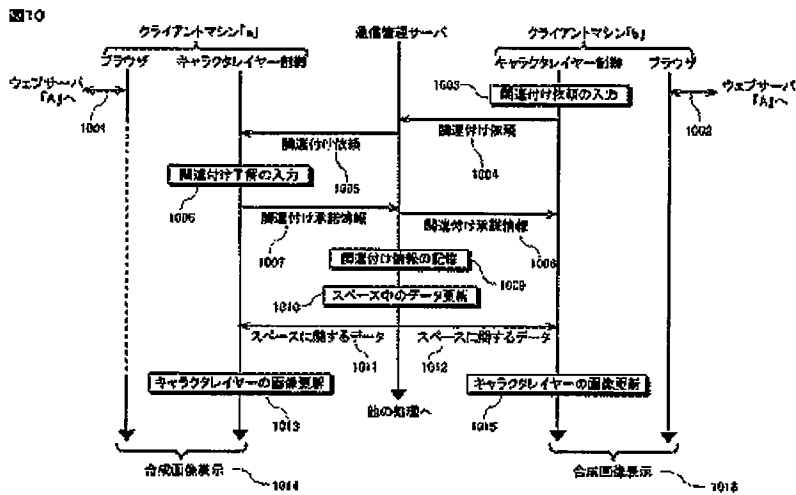 図10
クライアントマシン「a」
通信管理サーバ
クライアントマシン「b」
ブラウザ
キャラクタレイヤー制御
キャラクタレイヤー制御
ブラウザ
ウェブサーバ
「A」へ
1001
1003
関連付け依頼の入力
ウェブサーバ
「A」へ
1002
関連付け依頼
1005
関連付け依頼
1004
関連付け了解の入力
1006
関連付け承諾情報
1007
関連付け承諾情報
1008
関連付け情報の記憶
1009
スペース中のデータ更新
1010
スペースに関するデータ
1011
スペースに関するデータ
1012
キャラクタレイヤーの画像更新
1013
他の処理へ
キャラクタレイヤーの画像更新
1015
合成画像表示
1014
合成画像表示
1016